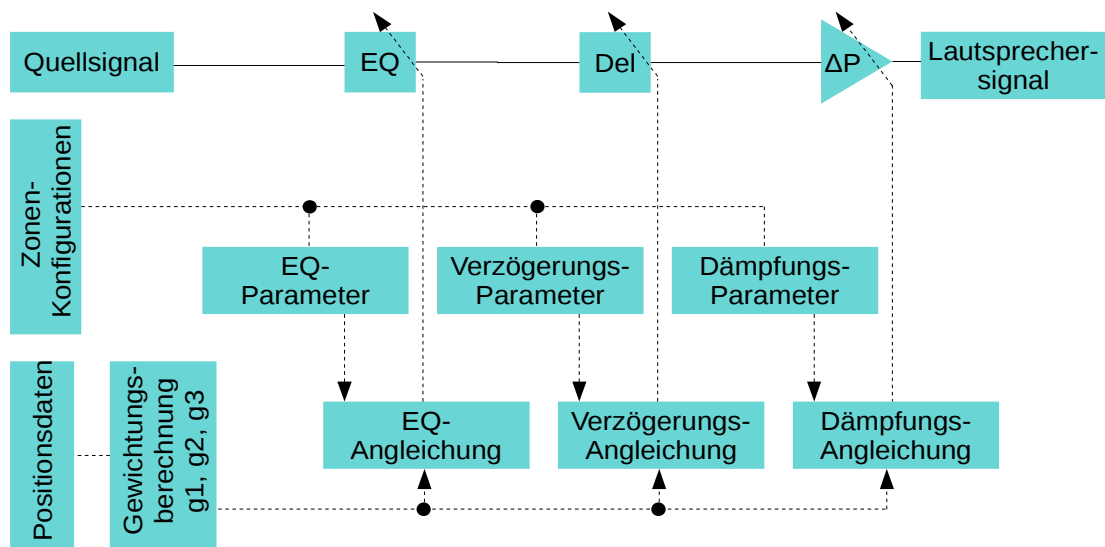 Quellsignal
EQ
Del
ΔP
Lautsprecher-
signal
Zonen-
Konfigurationen
EQ-
Parameter
Verzögerungs-
Parameter
Dämpfungs-
Parameter
Positionsdaten
Gewichtungs-
berechnung
g1, g2, g3
EQ-
Angleichung
Verzögerungs-
Angleichung
Dämpfungs-
Angleichung